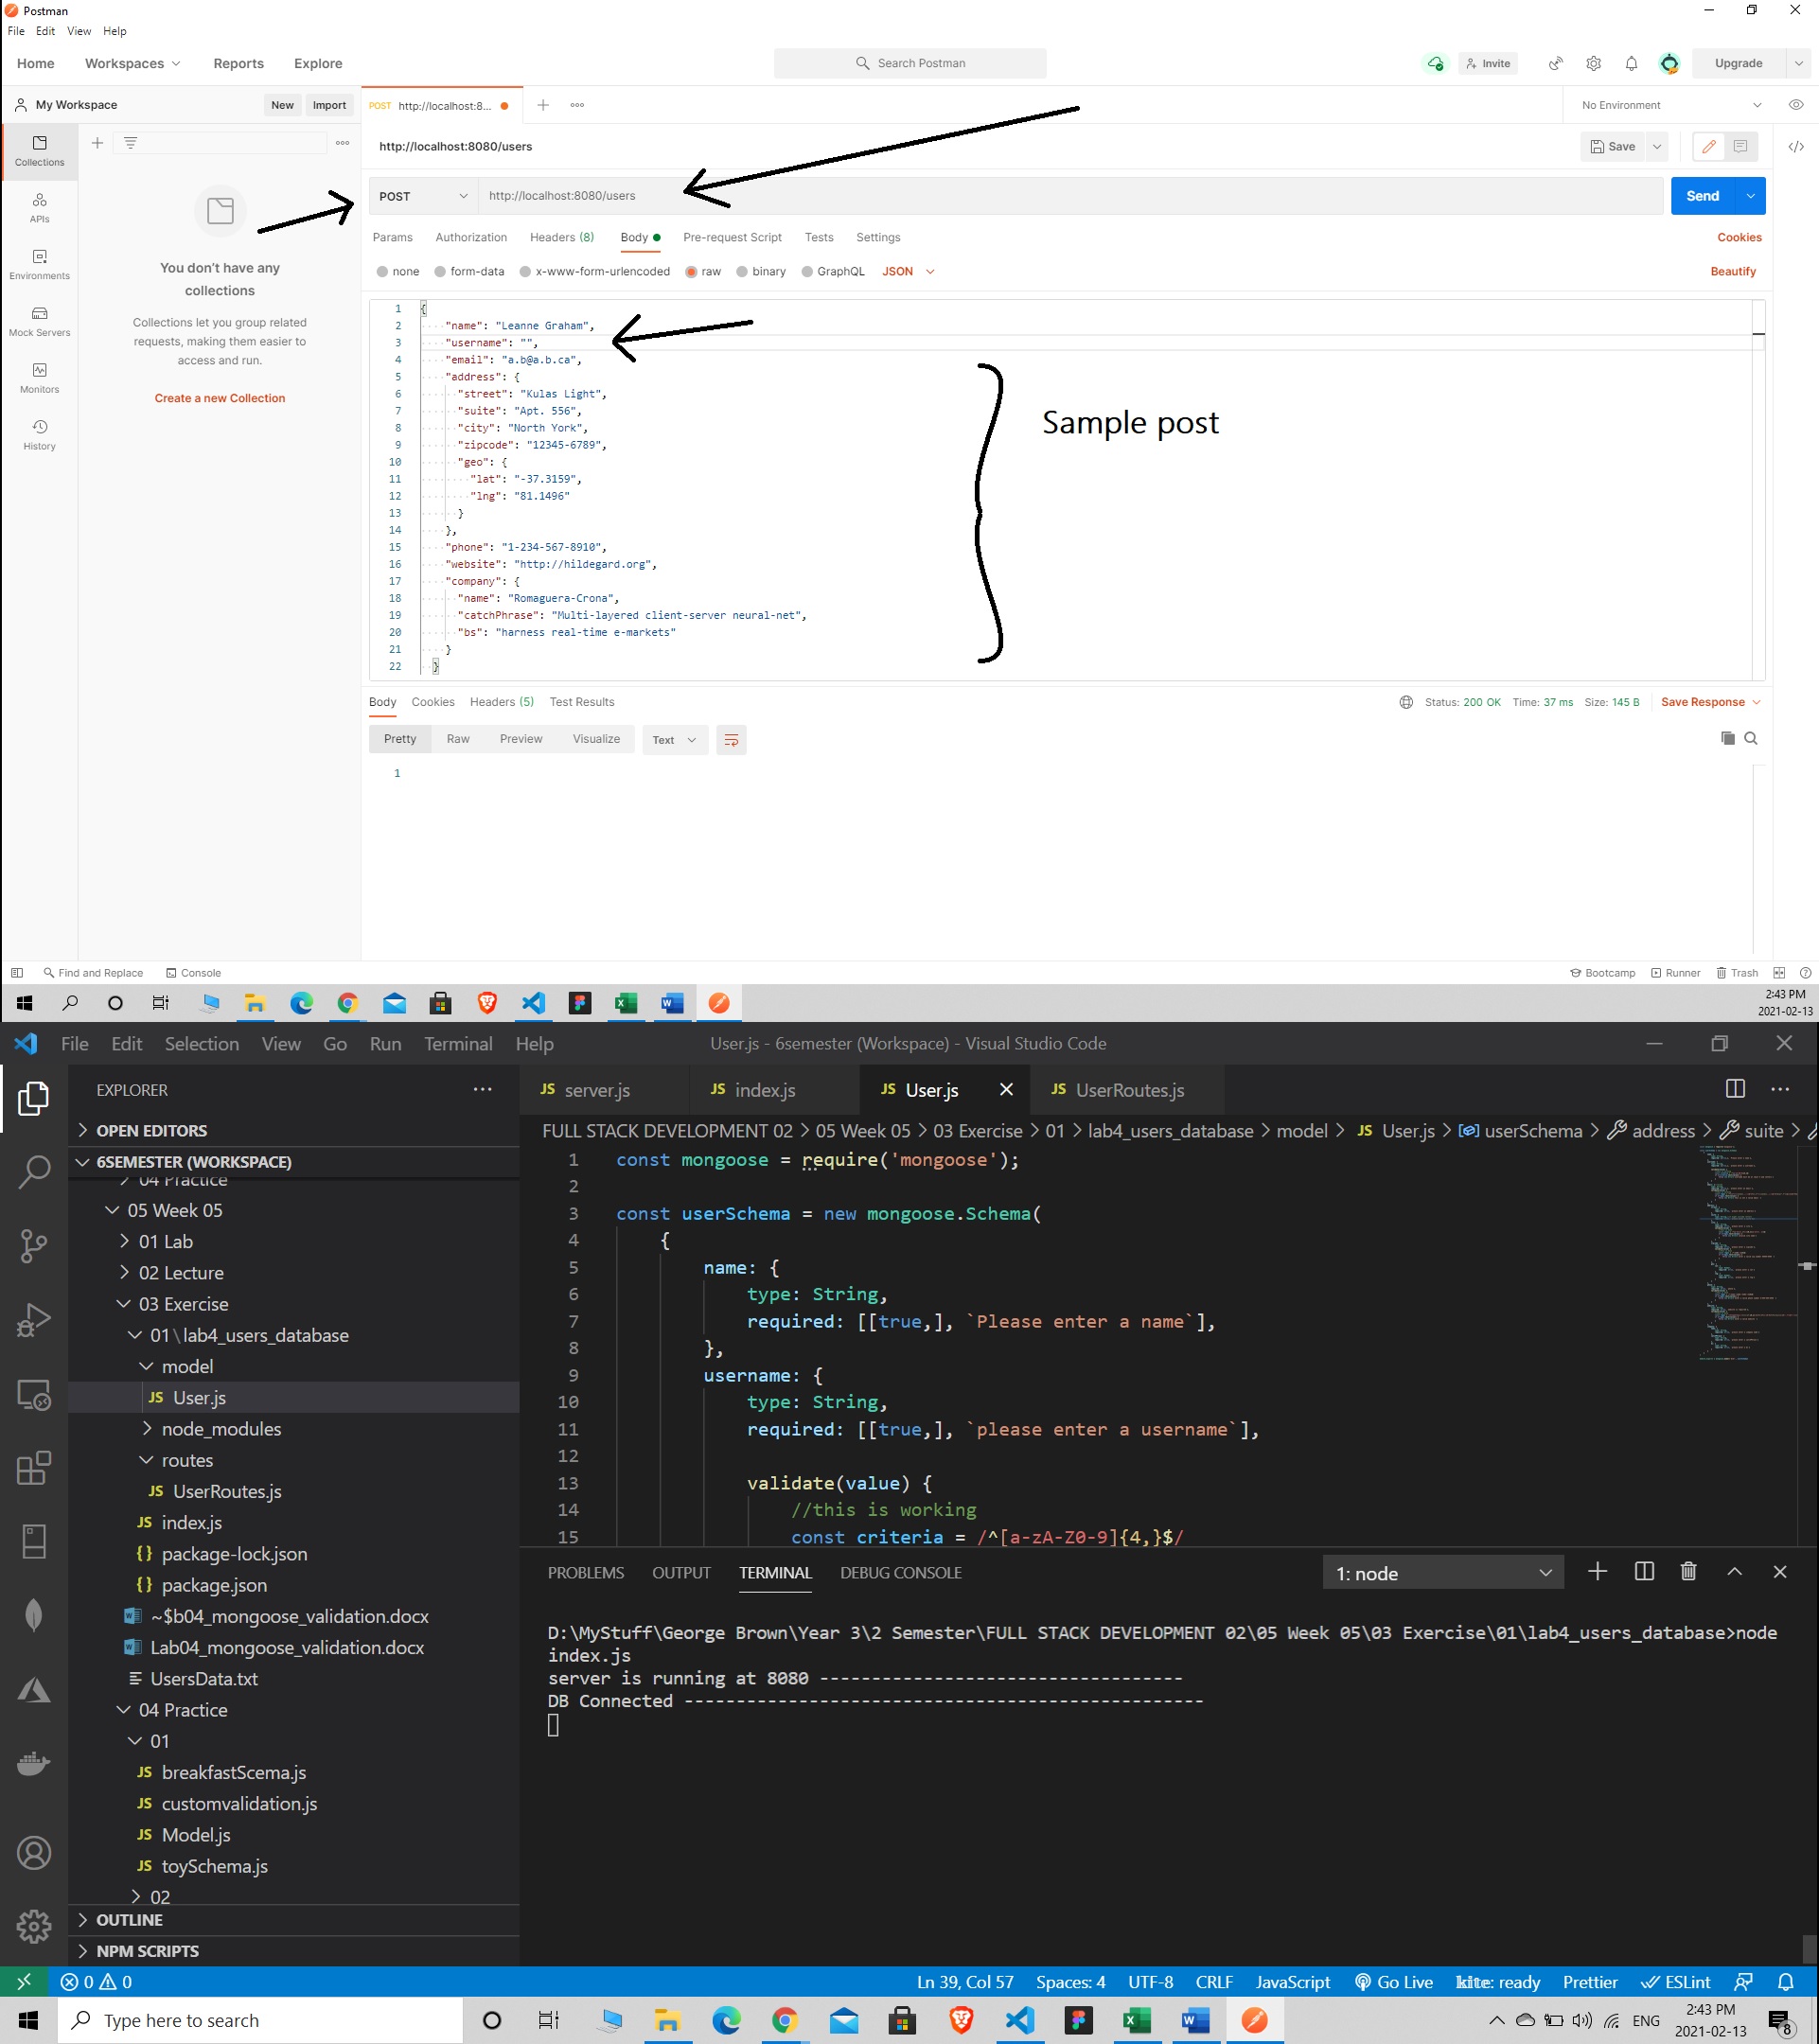 Postman
File Edit View Help
Home Workspaces Reports Explore
Search Postman
Invite
Upgrade
My Workspace
New Import
POST http://localhost:8...
No Environment
Collections
APIs
Environments
Mock Servers
Monitors
History
You don't have any
collections
Collections let you group related
requests, making them easier to
access and run.
Create a new Collection
http://localhost:8080/users
Save
POST http://localhost:8080/users
Send
Params Authorization Headers (8) Body Pre-request Script Tests Settings
Cookies
none form-data x-www-form-urlencoded raw binary GraphQL JSON
Beautify
1 {
2 "name": "Leanne Graham",
3 "username": "",
4 "email": "a.b@a.b.ca",
5 "address": {
6 "street": "Kulas Light",
7 "suite": "Apt. 556",
8 "city": "North York",
9 "zipcode": "12345-6789",
10 "geo": {
11 "lat": "-37.3159",
12 "lng": "81.1496"
13 }
14 },
15 "phone": "1-234-567-8910",
16 "website": "http://hildegard.org",
17 "company": {
18 "name": "Romaguera-Crona",
19 "catchPhrase": "Multi-layered client-server neural-net",
20 "bs": "harness real-time e-markets"
21 }
22 }
Sample post
Body Cookies Headers (5) Test Results
Status: 200 OK Time: 37 ms Size: 145 B Save Response
Pretty Raw Preview Visualize Text
1
Find and Replace Console
Bootcamp Runner Trash
2:43 PM
2021-02-13
File Edit Selection View Go Run Terminal Help
User.js - 6semester (Workspace) - Visual Studio Code
EXPLORER
OPEN EDITORS
6SEMESTER (WORKSPACE)
04 Practice
05 Week 05
01 Lab
02 Lecture
03 Exercise
01\lab4_users_database
model
JS User.js
node_modules
routes
JS UserRoutes.js
JS index.js
{} package-lock.json
{} package.json
~$b04_mongoose_validation.docx
Lab04_mongoose_validation.docx
UsersData.txt
04 Practice
01
JS breakfastScema.js
JS customvalidation.js
JS Model.js
JS toySchema.js
02
OUTLINE
NPM SCRIPTS
JS server.js JS index.js JS User.js JS UserRoutes.js
FULL STACK DEVELOPMENT 02 > 05 Week 05 > 03 Exercise > 01 > lab4_users_database > model > JS User.js > userSchema > address > suite >
1 const mongoose = require('mongoose');
2
3 const userSchema = new mongoose.Schema(
4 {
5 name: {
6 type: String,
7 required: [[true,], `Please enter a name`],
8 },
9 username: {
10 type: String,
11 required: [[true,], `please enter a username`],
12
13 validate(value) {
14 //this is working
15 const criteria = /^[a-zA-Z0-9]{4,}$/
PROBLEMS OUTPUT TERMINAL DEBUG CONSOLE
1: node
D:\MyStuff\George Brown\Year 3\2 Semester\FULL STACK DEVELOPMENT 02\05 Week 05\03 Exercise\01\lab4_users_database>node
index.js
server is running at 8080 -----------------------------------
DB Connected --------------------------------------------------
0 0
Ln 39, Col 57 Spaces: 4 UTF-8 CRLF JavaScript Go Live kite: ready Prettier ESLint
Type here to search
ENG
2:43 PM
2021-02-13
8